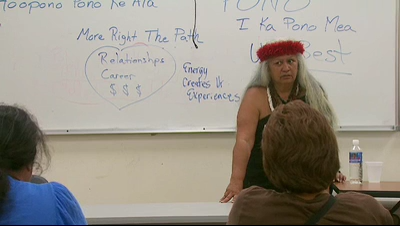 Hoopono Pono Ke Ala
PONO
More Right The Path
I Ka Pono Mea
Best
Relationships
Career
$ $ $
Energy
Creates Ur
Experiences